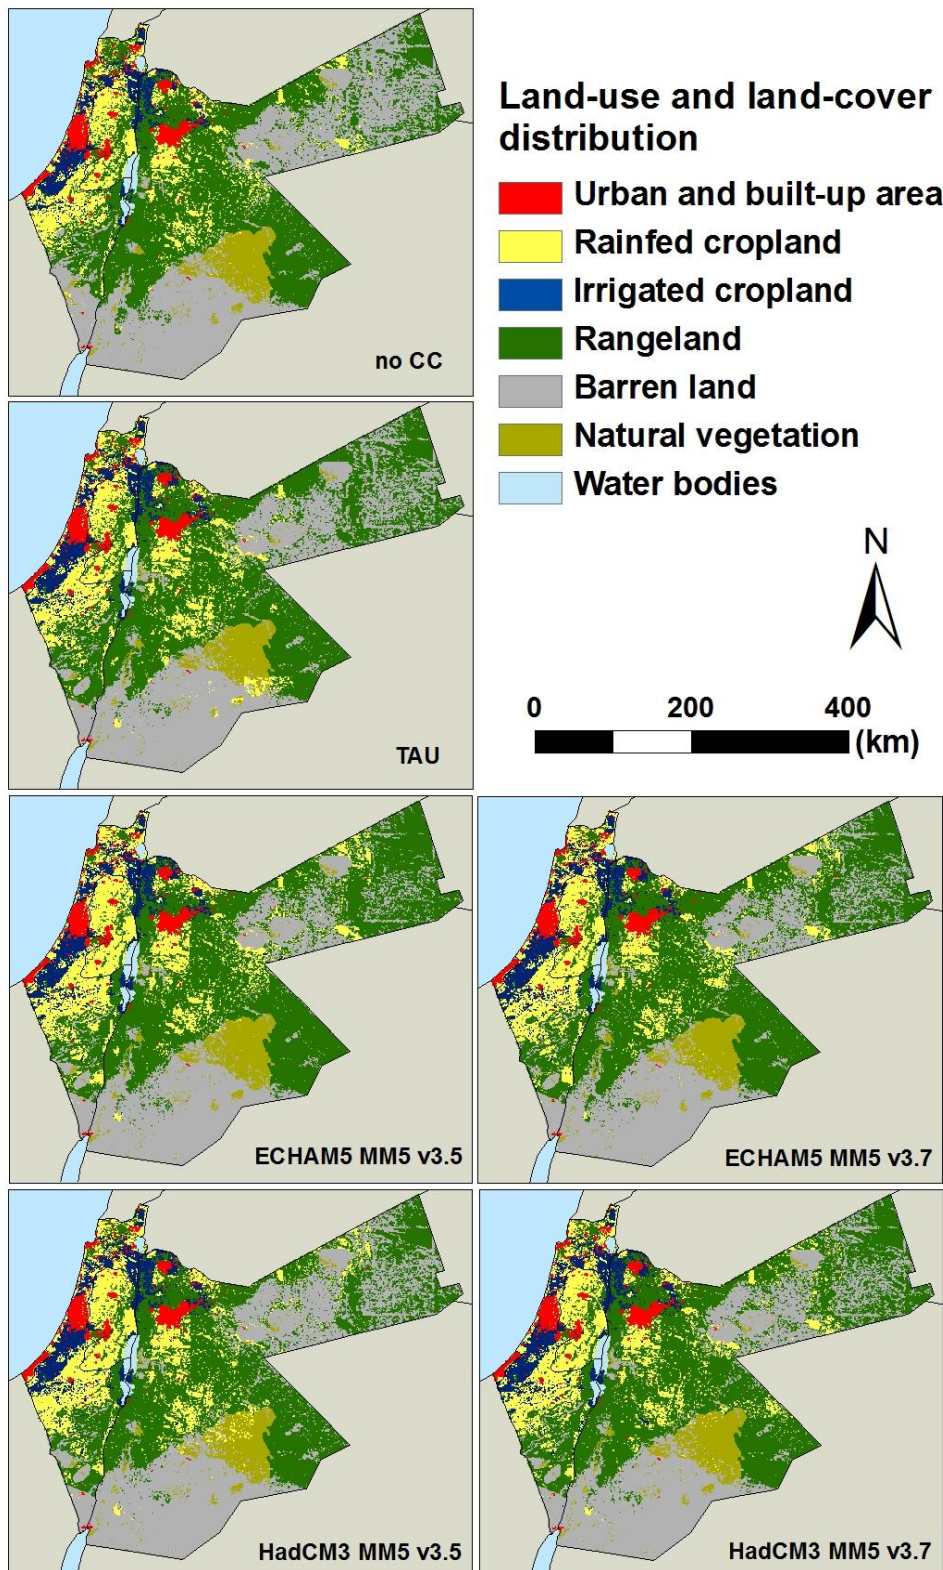 Land-use and land-cover
distribution
Urban and built-up area
Rainfed cropland
Irrigated cropland
Rangeland
Barren land
Natural vegetation
Water bodies
no CC
N
0 200 400
(km)
TAU
ECHAM5 MM5 v3.5
ECHAM5 MM5 v3.7
HadCM3 MM5 v3.5
HadCM3 MM5 v3.7